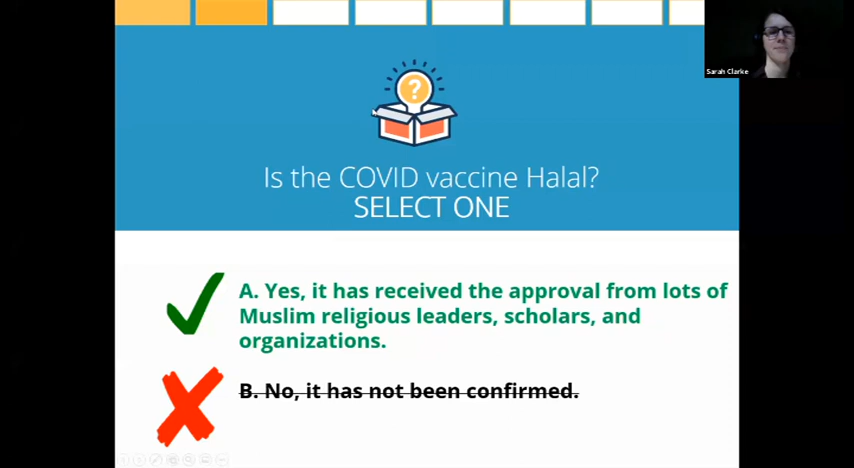 Sarah Clarke
?
Is the COVID vaccine Halal?
SELECT ONE
A. Yes, it has received the approval from lots of
Muslim religious leaders, scholars, and
organizations.
B. No, it has not been confirmed.